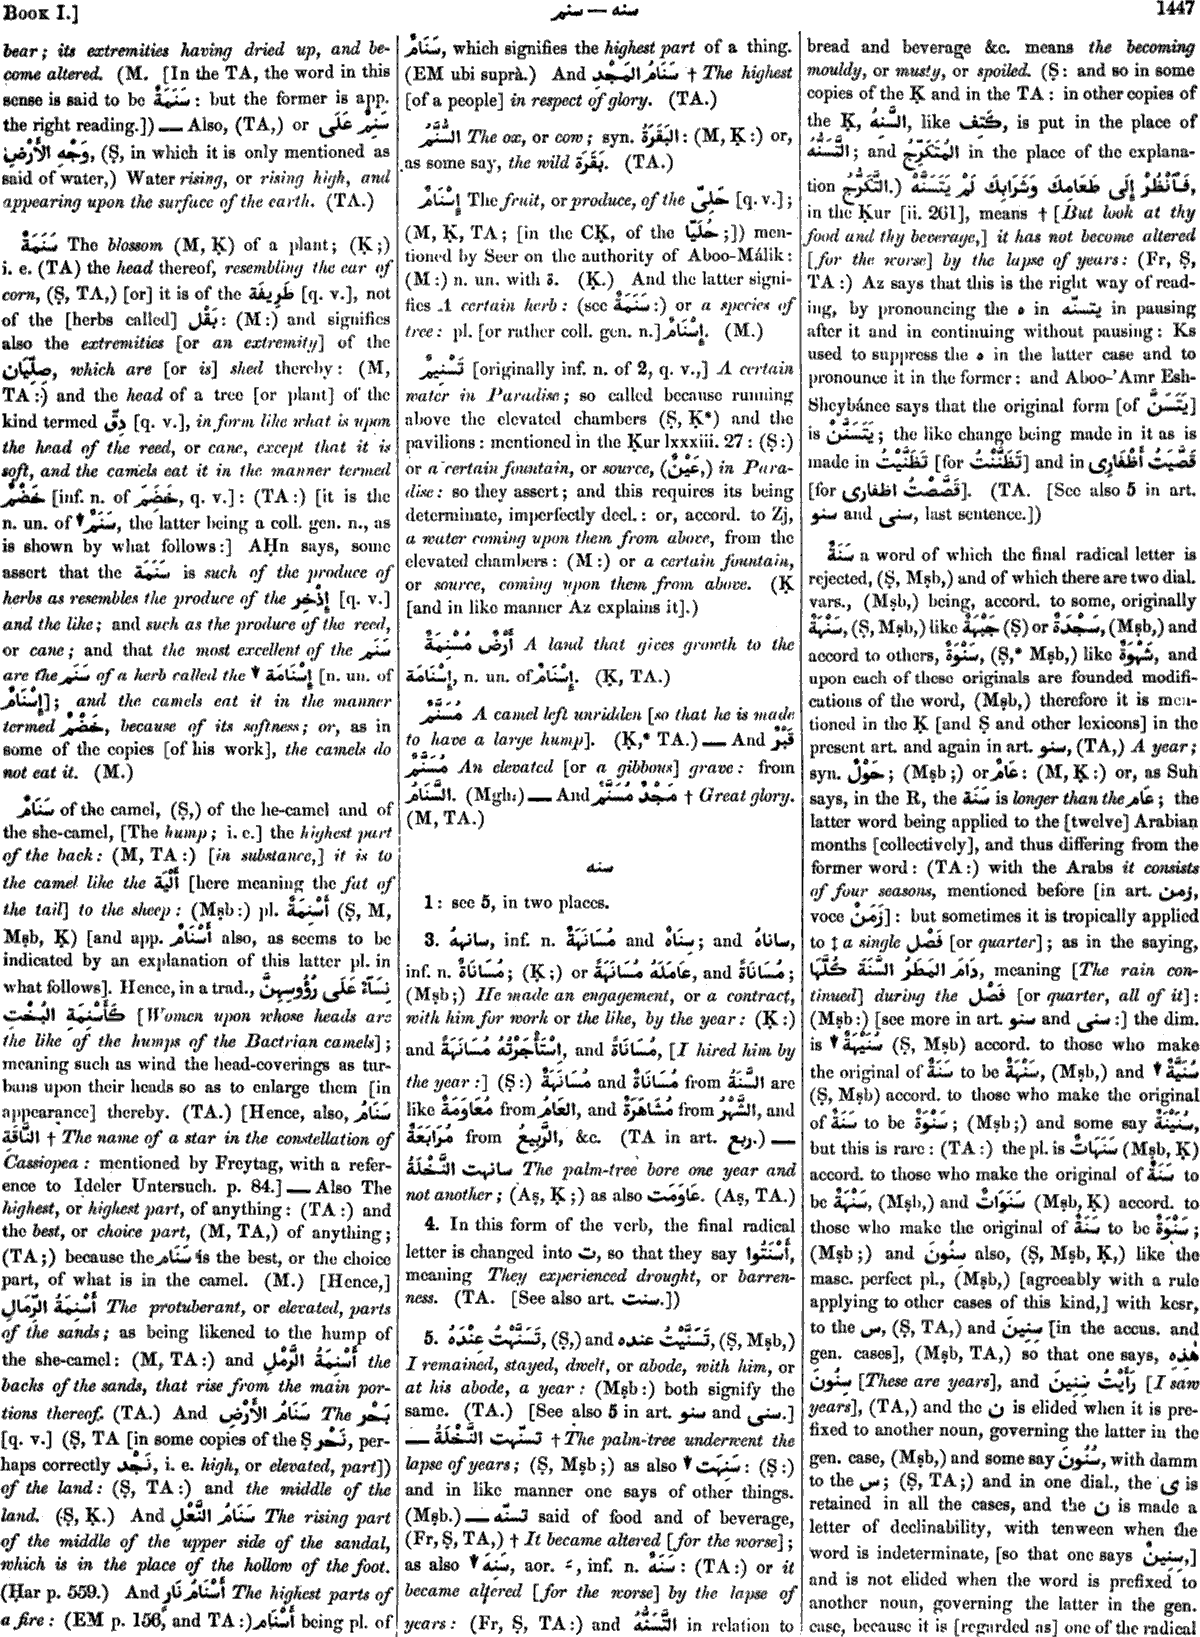 BOOK I.]
سنم — سنه
1447
bear; its extremities having dried up, and be-
come altered. (M. [In the TA, the word in this
sense is said to be سَنَمَةٌ: but the former is app.
the right reading.]) — Also, (TA,) or سَنِمٌ عَلَى
وَجْهِ الأَرْضِ, (Ṣ, in which it is only mentioned as
said of water,) Water rising, or rising high, and
appearing upon the surface of the earth. (TA.)
سَنَمَةٌ The blossom (M, Ḳ) of a plant; (Ḳ;)
i. e. (TA) the head thereof, resembling the ear of
corn, (Ṣ, TA,) [or] it is of the طَرِيفَة [q. v.], not
of the [herbs called] بَقْل: (M:) and signifies
also the extremities [or an extremity] of the
صِلِّيَان, which are [or is] shed thereby: (M,
TA:) and the head of a tree [or plant] of the
kind termed دِقّ [q. v.], in form like what is upon
the head of the reed, or cane, except that it is
soft, and the camels eat it in the manner termed
خَضْمٌ [inf. n. of خَضَمَ, q. v.]: (TA:) [it is the
n. un. of ▼ سَنَمٌ, the latter being a coll. gen. n., as
is shown by what follows:] AḤn says, some
assert that the سَنَمَة is such of the produce of
herbs as resembles the produce of the إِذْخِر [q. v.]
and the like; and such as the produce of the reed,
or cane; and that the most excellent of the سَنَم
are the سَنَم of a herb called the ▼ إِسْنَامَة [n. un. of
إِسْنَامٌ]; and the camels eat it in the manner
termed خَضْمٌ, because of its softness; or, as in
some of the copies [of his work], the camels do
not eat it. (M.)
سَنَامٌ of the camel, (Ṣ,) of the he-camel and of
the she-camel, [The hump; i. e.] the highest part
of the back: (M, TA:) [in substance,] it is to
the camel like the أَلْيَة [here meaning the fat of
the tail] to the sheep: (Mṣb:) pl. أَسْنِمَةٌ (Ṣ, M,
Mṣb, Ḳ) [and app. أَسْنَامٌ also, as seems to be
indicated by an explanation of this latter pl. in
what follows]. Hence, in a trad., نِسَآءٌ عَلَى رُؤُوسِهِنَّ
كَأَسْنِمَةِ البُخْتِ [Women upon whose heads are
the like of the humps of the Bactrian camels];
meaning such as wind the head-coverings as tur-
bans upon their heads so as to enlarge them [in
appearance] thereby. (TA.) [Hence, also, سَنَامُ
النَّاقَةِ † The name of a star in the constellation of
Cassiopea: mentioned by Freytag, with a refer-
ence to Ideler Untersuch. p. 84.] — Also The
highest, or highest part, of anything: (TA:) and
the best, or choice part, (M, TA,) of anything;
(TA;) because the سَنَام is the best, or the choice
part, of what is in the camel. (M.) [Hence,]
أَسْنِمَةُ الرِّمَالِ The protuberant, or elevated, parts
of the sands; as being likened to the hump of
the she-camel: (M, TA:) and أَسْنِمَةُ الرَّمْلِ the
backs of the sands, that rise from the main por-
tions thereof. (TA.) And سَنَامُ الأَرْضِ The بَحْر
[q. v.] (Ṣ, TA [in some copies of the Ṣ نَحْر, per-
haps correctly نَجْد, i. e. high, or elevated, part])
of the land: (Ṣ, TA:) and the middle of the
land. (Ṣ, Ḳ.) And سَنَامُ النَّعْلِ The rising part
of the middle of the upper side of the sandal,
which is in the place of the hollow of the foot.
(Ḥar p. 559.) And أَسْنَامُ نَارٍ The highest parts of
a fire: (EM p. 156, and TA:) أَسْنَام being pl. of
سَنَامٌ, which signifies the highest part of a thing.
(EM ubi suprà.) And سَنَامُ المَجْدِ † The highest
[of a people] in respect of glory. (TA.)
السُّنَّمُ The ox, or cow; syn. البَقَرَةُ: (M, Ḳ:) or,
as some say, the wild بَقَرَة. (TA.)
إِسْنَامٌ The fruit, or produce, of the حَلِىّ [q. v.];
(M, Ḳ, TA; [in the CḲ, of the حُلَيّا;]) men-
tioned by Seer on the authority of Aboo-Málik:
(M:) n. un. with ة. (Ḳ.) And the latter signi-
fies A certain herb: (see سَنَمَةٌ:) or a species of
tree: pl. [or rather coll. gen. n.] إِسْنَامٌ. (M.)
تَسْنِيمٌ [originally inf. n. of 2, q. v.,] A certain
water in Paradise; so called because running
above the elevated chambers (Ṣ, Ḳ*) and the
pavilions: mentioned in the Ḳur lxxxiii. 27: (Ṣ:)
or a certain fountain, or source, (عَيْنٌ,) in Para-
dise: so they assert; and this requires its being
determinate, imperfectly decl.: or, accord. to Zj,
a water coming upon them from above, from the
elevated chambers: (M:) or a certain fountain,
or source, coming upon them from above. (Ḳ
[and in like manner Az explains it].)
أَرْضٌ مُسْنِمَةٌ A land that gives growth to the
إِسْنَامَة, n. un. of إِسْنَامٌ. (Ḳ, TA.)
مُسَنَّمٌ A camel left unridden [so that he is made
to have a large hump]. (Ḳ,* TA.) — And قَبْرٌ
مُسَنَّمٌ An elevated [or a gibbous] grave: from
السَّنَامُ. (Mgh:) — And مَجْدٌ مُسَنَّمٌ † Great glory.
(M, TA.)
سنه
1: see 5, in two places.
3. سانههُ, inf. n. مُسَانَهَةٌ and سِنَاهٌ; and ساناهُ,
inf. n. مُسَانَاةٌ; (Ḳ;) or عَامَلَهُ مُسَانَهَةً, and مُسَانَاةً;
(Mṣb;) He made an engagement, or a contract,
with him for work or the like, by the year: (Ḳ:)
and اسْتَأْجَرْتُهُ مُسَانَهَةً, and مُسَانَاةً, [I hired him by
the year:] (Ṣ:) مُسَانَهَةٌ and مُسَانَاةٌ from السَّنَةُ are
like مُعَاوَمَةٌ from العَامُ, and مُشَاهَرَةٌ from الشَّهْرُ, and
مُرَابَعَةٌ from الرَّبِيعُ, &c. (TA in art. ربع.) —
سانهت النَّخْلَةُ The palm-tree bore one year and
not another; (Aṣ, Ḳ;) as also عَاوَمَت. (Aṣ, TA.)
4. In this form of the verb, the final radical
letter is changed into ت, so that they say أَسْنَتُوا,
meaning They experienced drought, or barren-
ness. (TA. [See also art. سنت.])
5. تَسَنَّهْتُ عِنْدَهُ, (Ṣ,) and تَسَنَّيْتُ عنده, (Ṣ, Mṣb,)
I remained, stayed, dwelt, or abode, with him, or
at his abode, a year: (Mṣb:) both signify the
same. (TA.) [See also 5 in art. سنو and سنى.]
— تسنّهت النَّخْلَةُ † The palm-tree underwent the
lapse of years; (Ṣ, Mṣb;) as also ▼ سَنِهَت: (Ṣ:)
and in like manner one says of other things.
(Mṣb.) — تسنّه said of food and of beverage,
(Fr, Ṣ, TA,) † It became altered [for the worse];
as also ▼ سَنِهَ, aor. ـَ, inf. n. سَنَهٌ: (TA:) or it
became altered [for the worse] by the lapse of
years: (Fr, Ṣ, TA:) and التَّسَنُّهُ in relation to
bread and beverage &c. means the becoming
mouldy, or musty, or spoiled. (Ṣ: and so in some
copies of the Ḳ and in the TA: in other copies of
the Ḳ, السَّنِهُ, like كَتِف, is put in the place of
التَّسَنُّهُ; and المُتَكَرِّجُ in the place of the explana-
tion التَّكَرُّجُ.) فَٱنْظُرْ إِلَى طَعَامِكَ وَشَرَابِكَ لَمْ يَتَسَنَّهْ,
in the Ḳur [ii. 261], means † [But look at thy
food and thy beverage,] it has not become altered
[for the worse] by the lapse of years: (Fr, Ṣ,
TA:) Az says that this is the right way of read-
ing, by pronouncing the ه in يتسنّه in pausing
after it and in continuing without pausing: Ks
used to suppress the ه in the latter case and to
pronounce it in the former: and Aboo-'Amr Esh-
Sheybánee says that the original form [of يَتَسَنَّ]
is يَتَسَنَّنْ; the like change being made in it as is
made in تَظَنَّيْتُ [for تَظَنَّنْتُ] and in قَصَّيْتُ أَظْفَارِى
[for قَصَّصْتُ اظفارى]. (TA. [See also 5 in art.
سنو and سنى, last sentence.])
سَنَةٌ a word of which the final radical letter is
rejected, (Ṣ, Mṣb,) and of which there are two dial.
vars., (Mṣb,) being, accord. to some, originally
سَنْهَةٌ, (Ṣ, Mṣb,) like جَبْهَةٌ (Ṣ) or سَجْدَةٌ, (Mṣb,) and
accord to others, سَنْوَةٌ, (Ṣ,* Mṣb,) like شَهْوَةٌ, and
upon each of these originals are founded modifi-
cations of the word, (Mṣb,) therefore it is men-
tioned in the Ḳ [and Ṣ and other lexicons] in the
present art. and again in art. سنو, (TA,) A year;
syn. حَوْلٌ; (Mṣb;) or عَامٌ: (M, Ḳ:) or, as Suh
says, in the R, the سَنَة is longer than the عَام; the
latter word being applied to the [twelve] Arabian
months [collectively], and thus differing from the
former word: (TA:) with the Arabs it consists
of four seasons, mentioned before [in art. زمن,
voce زَمَنٌ]: but sometimes it is tropically applied
to ‡ a single فَصْل [or quarter]; as in the saying,
دَامَ المَطَرُ السَّنَةَ كُلَّهَا, meaning [The rain con-
tinued] during the فَصْل [or quarter, all of it]:
(Mṣb:) [see more in art. سنو and سنى:] the dim.
is ▼ سُنَيْهَةٌ (Ṣ, Mṣb) accord. to those who make
the original of سَنَةٌ to be سَنْهَةٌ, (Mṣb,) and ▼ سُنَيَّةٌ
(Ṣ, Mṣb) accord. to those who make the original
of سَنَةٌ to be سَنْوَةٌ; (Mṣb;) and some say سُنَيْنَةٌ,
but this is rare: (TA:) the pl. is سَنَهَاتٌ (Mṣb, Ḳ)
accord. to those who make the original of سَنَةٌ to
be سَنْهَةٌ, (Mṣb,) and سَنَوَاتٌ (Mṣb, Ḳ) accord. to
those who make the original of سَنَةٌ to be سَنْوَةٌ;
(Mṣb;) and سِنُونَ also, (Ṣ, Mṣb, Ḳ,) like the
masc. perfect pl., (Mṣb,) [agreeably with a rule
applying to other cases of this kind,] with kesr,
to the س, (Ṣ, TA,) and سِنِينَ [in the accus. and
gen. cases], (Mṣb, TA,) so that one says, هٰذِهِ
سِنُونَ [These are years], and رَأَيْتُ سِنِينَ [I saw
years], (TA,) and the ن is elided when it is pre-
fixed to another noun, governing the latter in the
gen. case, (Mṣb,) and some say سُنُونَ, with damm
to the س; (Ṣ, TA;) and in one dial., the ى is
retained in all the cases, and the ن is made a
letter of declinability, with tenween when the
word is indeterminate, [so that one says سِنِينٌ,]
and is not elided when the word is prefixed to
another noun, governing the latter in the gen.
case, because it is [regarded as] one of the radical